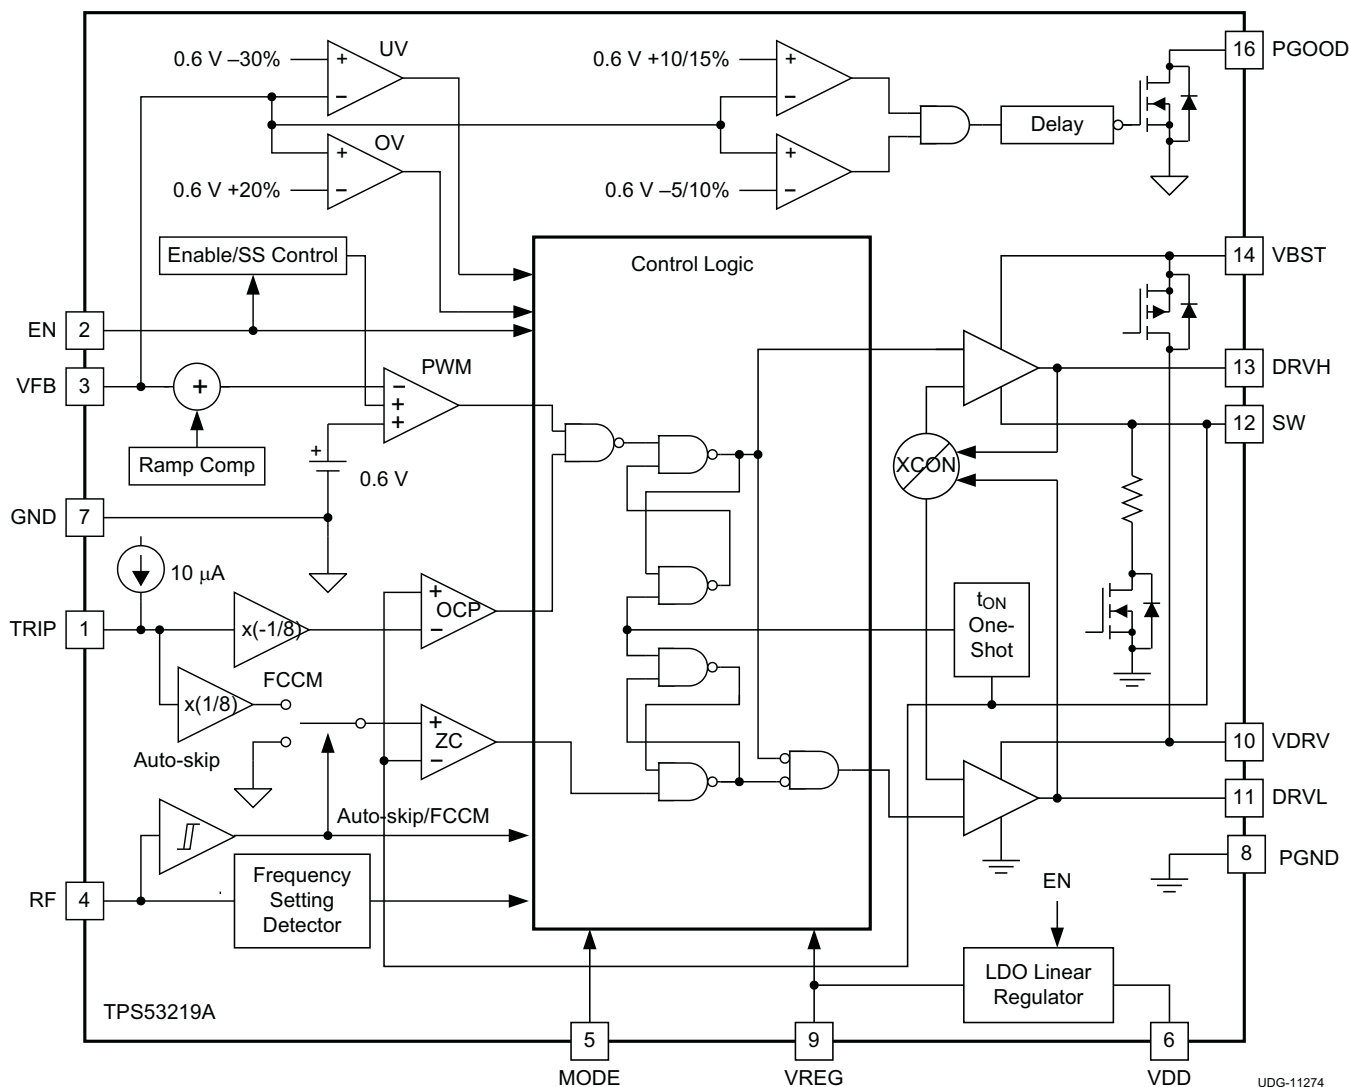 UV
0.6 V –30%
+
–
OV
+
0.6 V +20%
–
0.6 V +10/15%
+
–
+
0.6 V –5/10%
–
Delay
16
PGOOD
Enable/SS Control
Control Logic
14
VBST
EN
2
VFB
3
+
PWM
–
+
+
Ramp Comp
+
0.6 V
GND
7
13
DRVH
12
SW
XCON
10 μA
TRIP
1
x(-1/8)
+
OCP
–
tON
One-
Shot
x(1/8)
FCCM
Auto-skip
+
ZC
–
10
VDRV
11
DRVL
8
PGND
Auto-skip/FCCM
RF
4
Frequency
Setting
Detector
EN
LDO Linear
Regulator
TPS53219A
5
MODE
9
VREG
6
VDD
UDG-11274